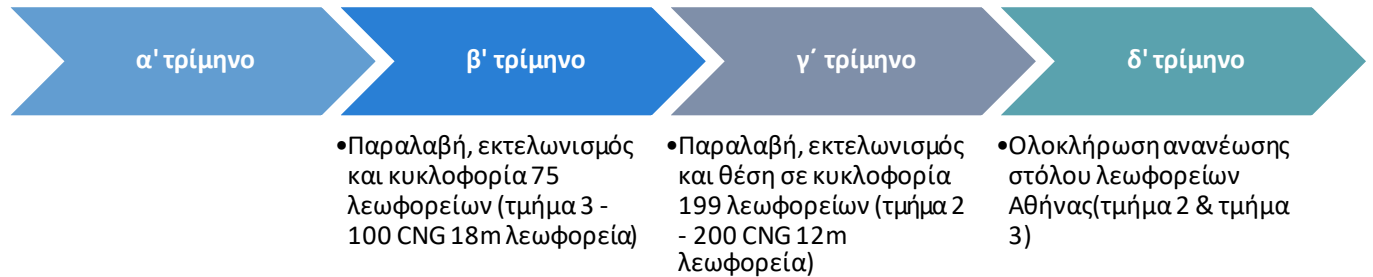 α' τρίμηνο
β' τρίμηνο
γ΄ τρίμηνο
δ' τρίμηνο
•Παραλαβή, εκτελωνισμός
και κυκλοφορία 75
λεωφορείων (τμήμα 3 -
100 CNG 18m λεωφορεία)
•Παραλαβή, εκτελωνισμός
και θέση σε κυκλοφορία
199 λεωφορείων (τμήμα 2
- 200 CNG 12m
λεωφορεία)
•Ολοκλήρωση ανανέωσης
στόλου λεωφορείων
Αθήνας(τμήμα 2 & τμήμα
3)